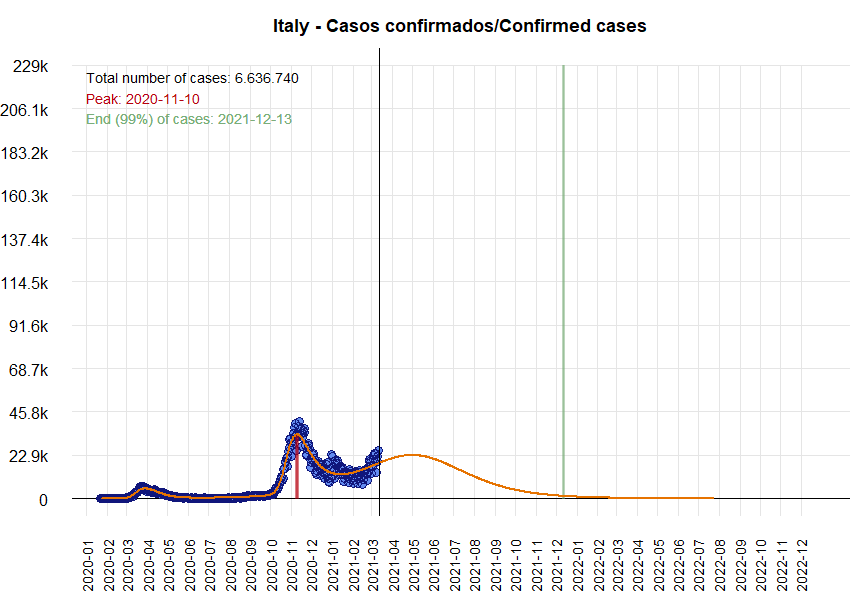 Italy - Casos confirmados/Confirmed cases
229k
206.1k
183.2k
160.3k
137.4k
114.5k
91.6k
68.7k
45.8k
22.9k
0
Total number of cases: 6.636.740
Peak: 2020-11-10
End (99%) of cases: 2021-12-13
2020-01
2020-02
2020-03
2020-04
2020-05
2020-06
2020-07
2020-08
2020-09
2020-10
2020-11
2020-12
2021-01
2021-02
2021-03
2021-04
2021-05
2021-06
2021-07
2021-08
2021-09
2021-10
2021-11
2021-12
2022-01
2022-02
2022-03
2022-04
2022-05
2022-06
2022-07
2022-08
2022-09
2022-10
2022-11
2022-12